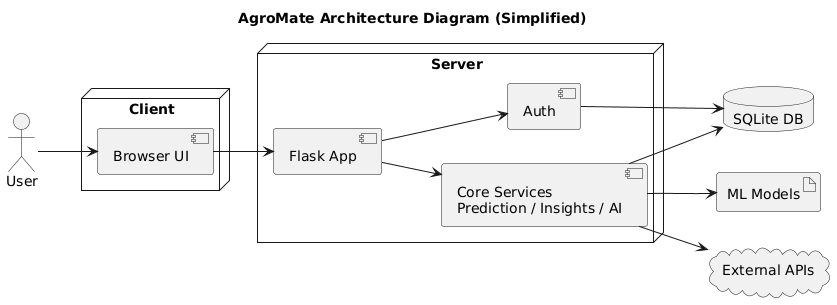 AgroMate Architecture Diagram (Simplified)
Server
Client
Auth
SQLite DB
Browser UI
Flask App
User
Core Services
Prediction / Insights / AI
ML Models
External APIs